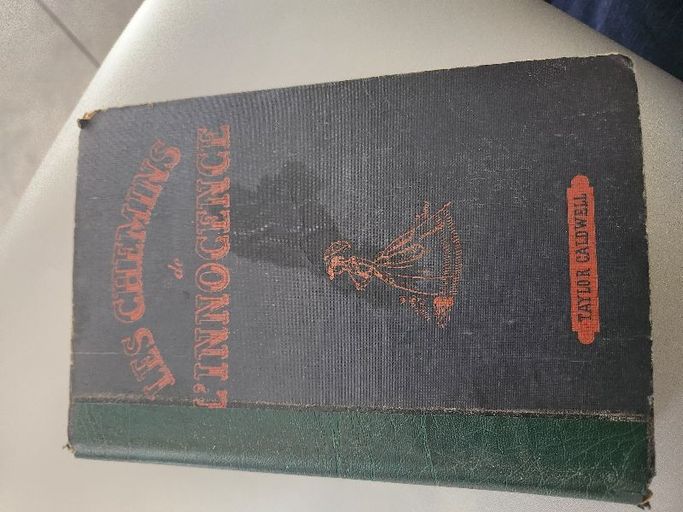 LES CHEMINS
de
L'INNOCENCE
TAYLOR CALDWELL